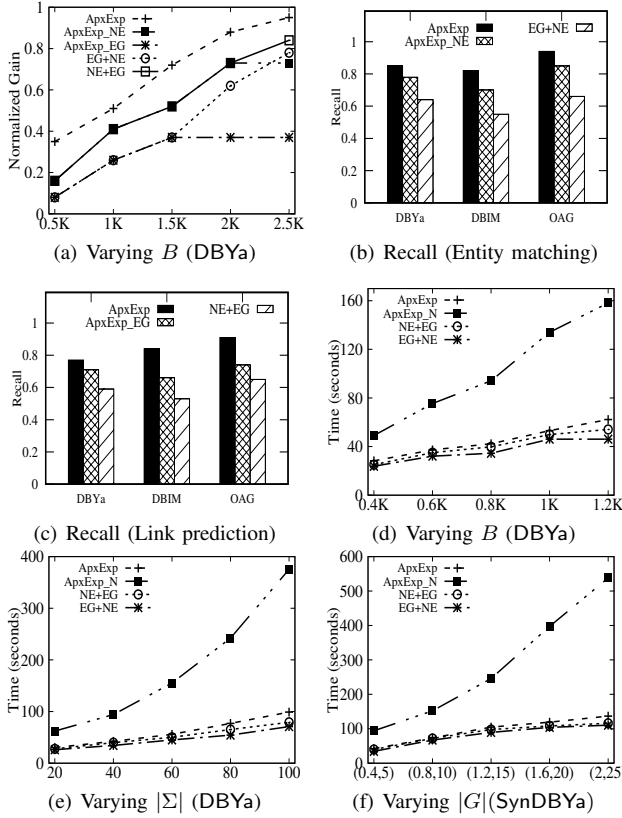 ApxExp
ApxExp_NE
ApxExp_EG
EG+NE
NE+EG
Normalized Gain
1.0
0.8
0.6
0.4
0.2
0
0.5K 1K 1.5K 2K 2.5K
(a) Varying B (DBYa)
ApxExp
ApxExp_NE
EG+NE
Recall
1
0.8
0.6
0.4
0.2
0
DBYa DBIM OAG
(b) Recall (Entity matching)
ApxExp
ApxExp_EG
NE+EG
Recall
1
0.8
0.6
0.4
0.2
0
DBYa DBIM OAG
(c) Recall (Link prediction)
ApxExp
ApxExp_N
NE+EG
EG+NE
Time (seconds)
160
120
80
40
0
0.4K 0.6K 0.8K 1K 1.2K
(d) Varying B (DBYa)
ApxExp
ApxExp_N
NE+EG
EG+NE
Time (seconds)
400
300
200
100
0
20 40 60 80 100
(e) Varying |Σ| (DBYa)
ApxExp
ApxExp_N
NE+EG
EG+NE
Time (seconds)
600
500
400
300
200
100
0
(0.4,5) (0.8,10) (1.2,15) (1.6,20) (2,25
(f) Varying |G|(SynDBYa)